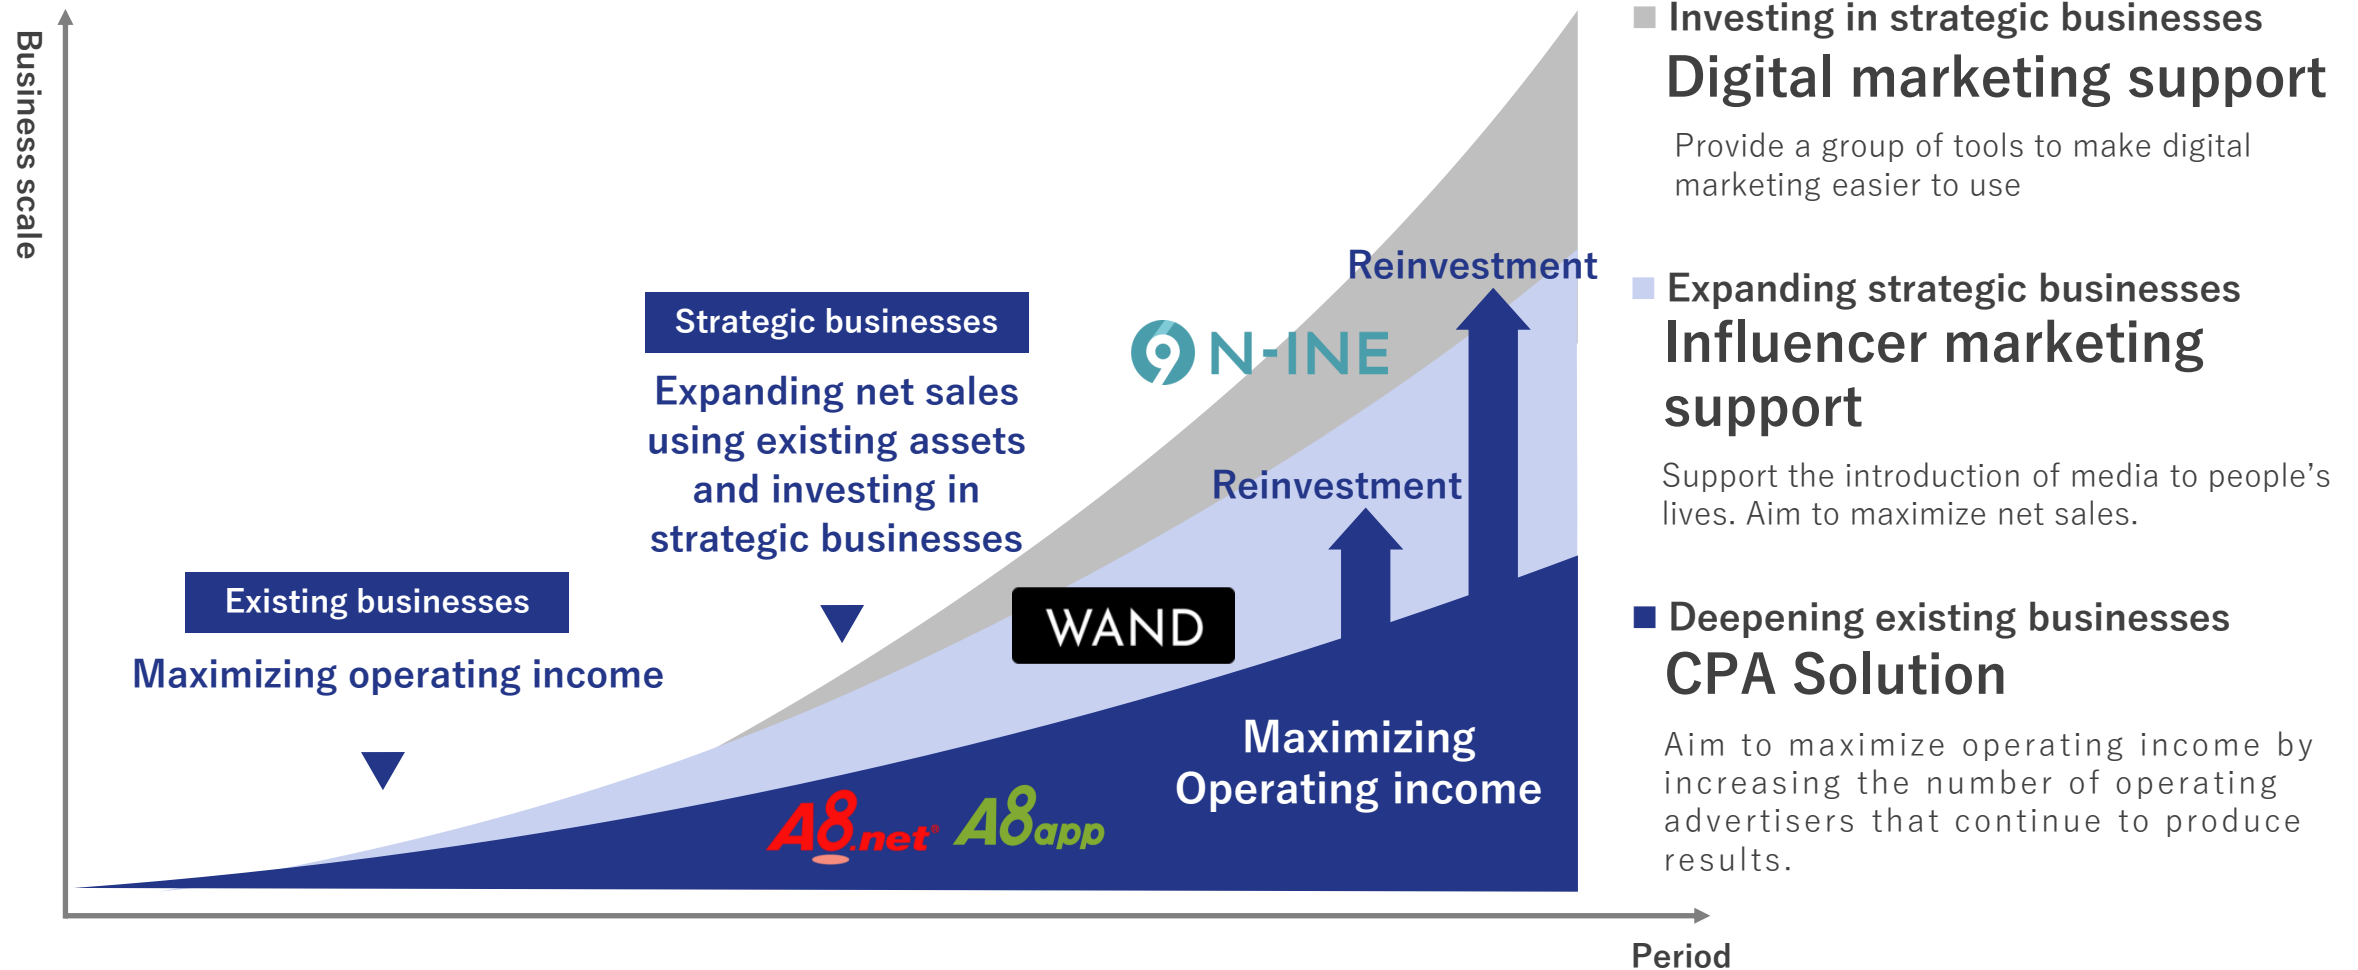 Business scale
Existing businesses
Maximizing operating income
Strategic businesses
Expanding net sales
using existing assets
and investing in
strategic businesses
N-INE
Reinvestment
Reinvestment
WAND
Maximizing
Operating income
A8.net®
A8app
Period
Investing in strategic businesses
Digital marketing support
Provide a group of tools to make digital
marketing easier to use
Expanding strategic businesses
Influencer marketing
support
Support the introduction of media to people’s
lives. Aim to maximize net sales.
Deepening existing businesses
CPA Solution
Aim to maximize operating income by
increasing the number of operating
advertisers that continue to produce
results.